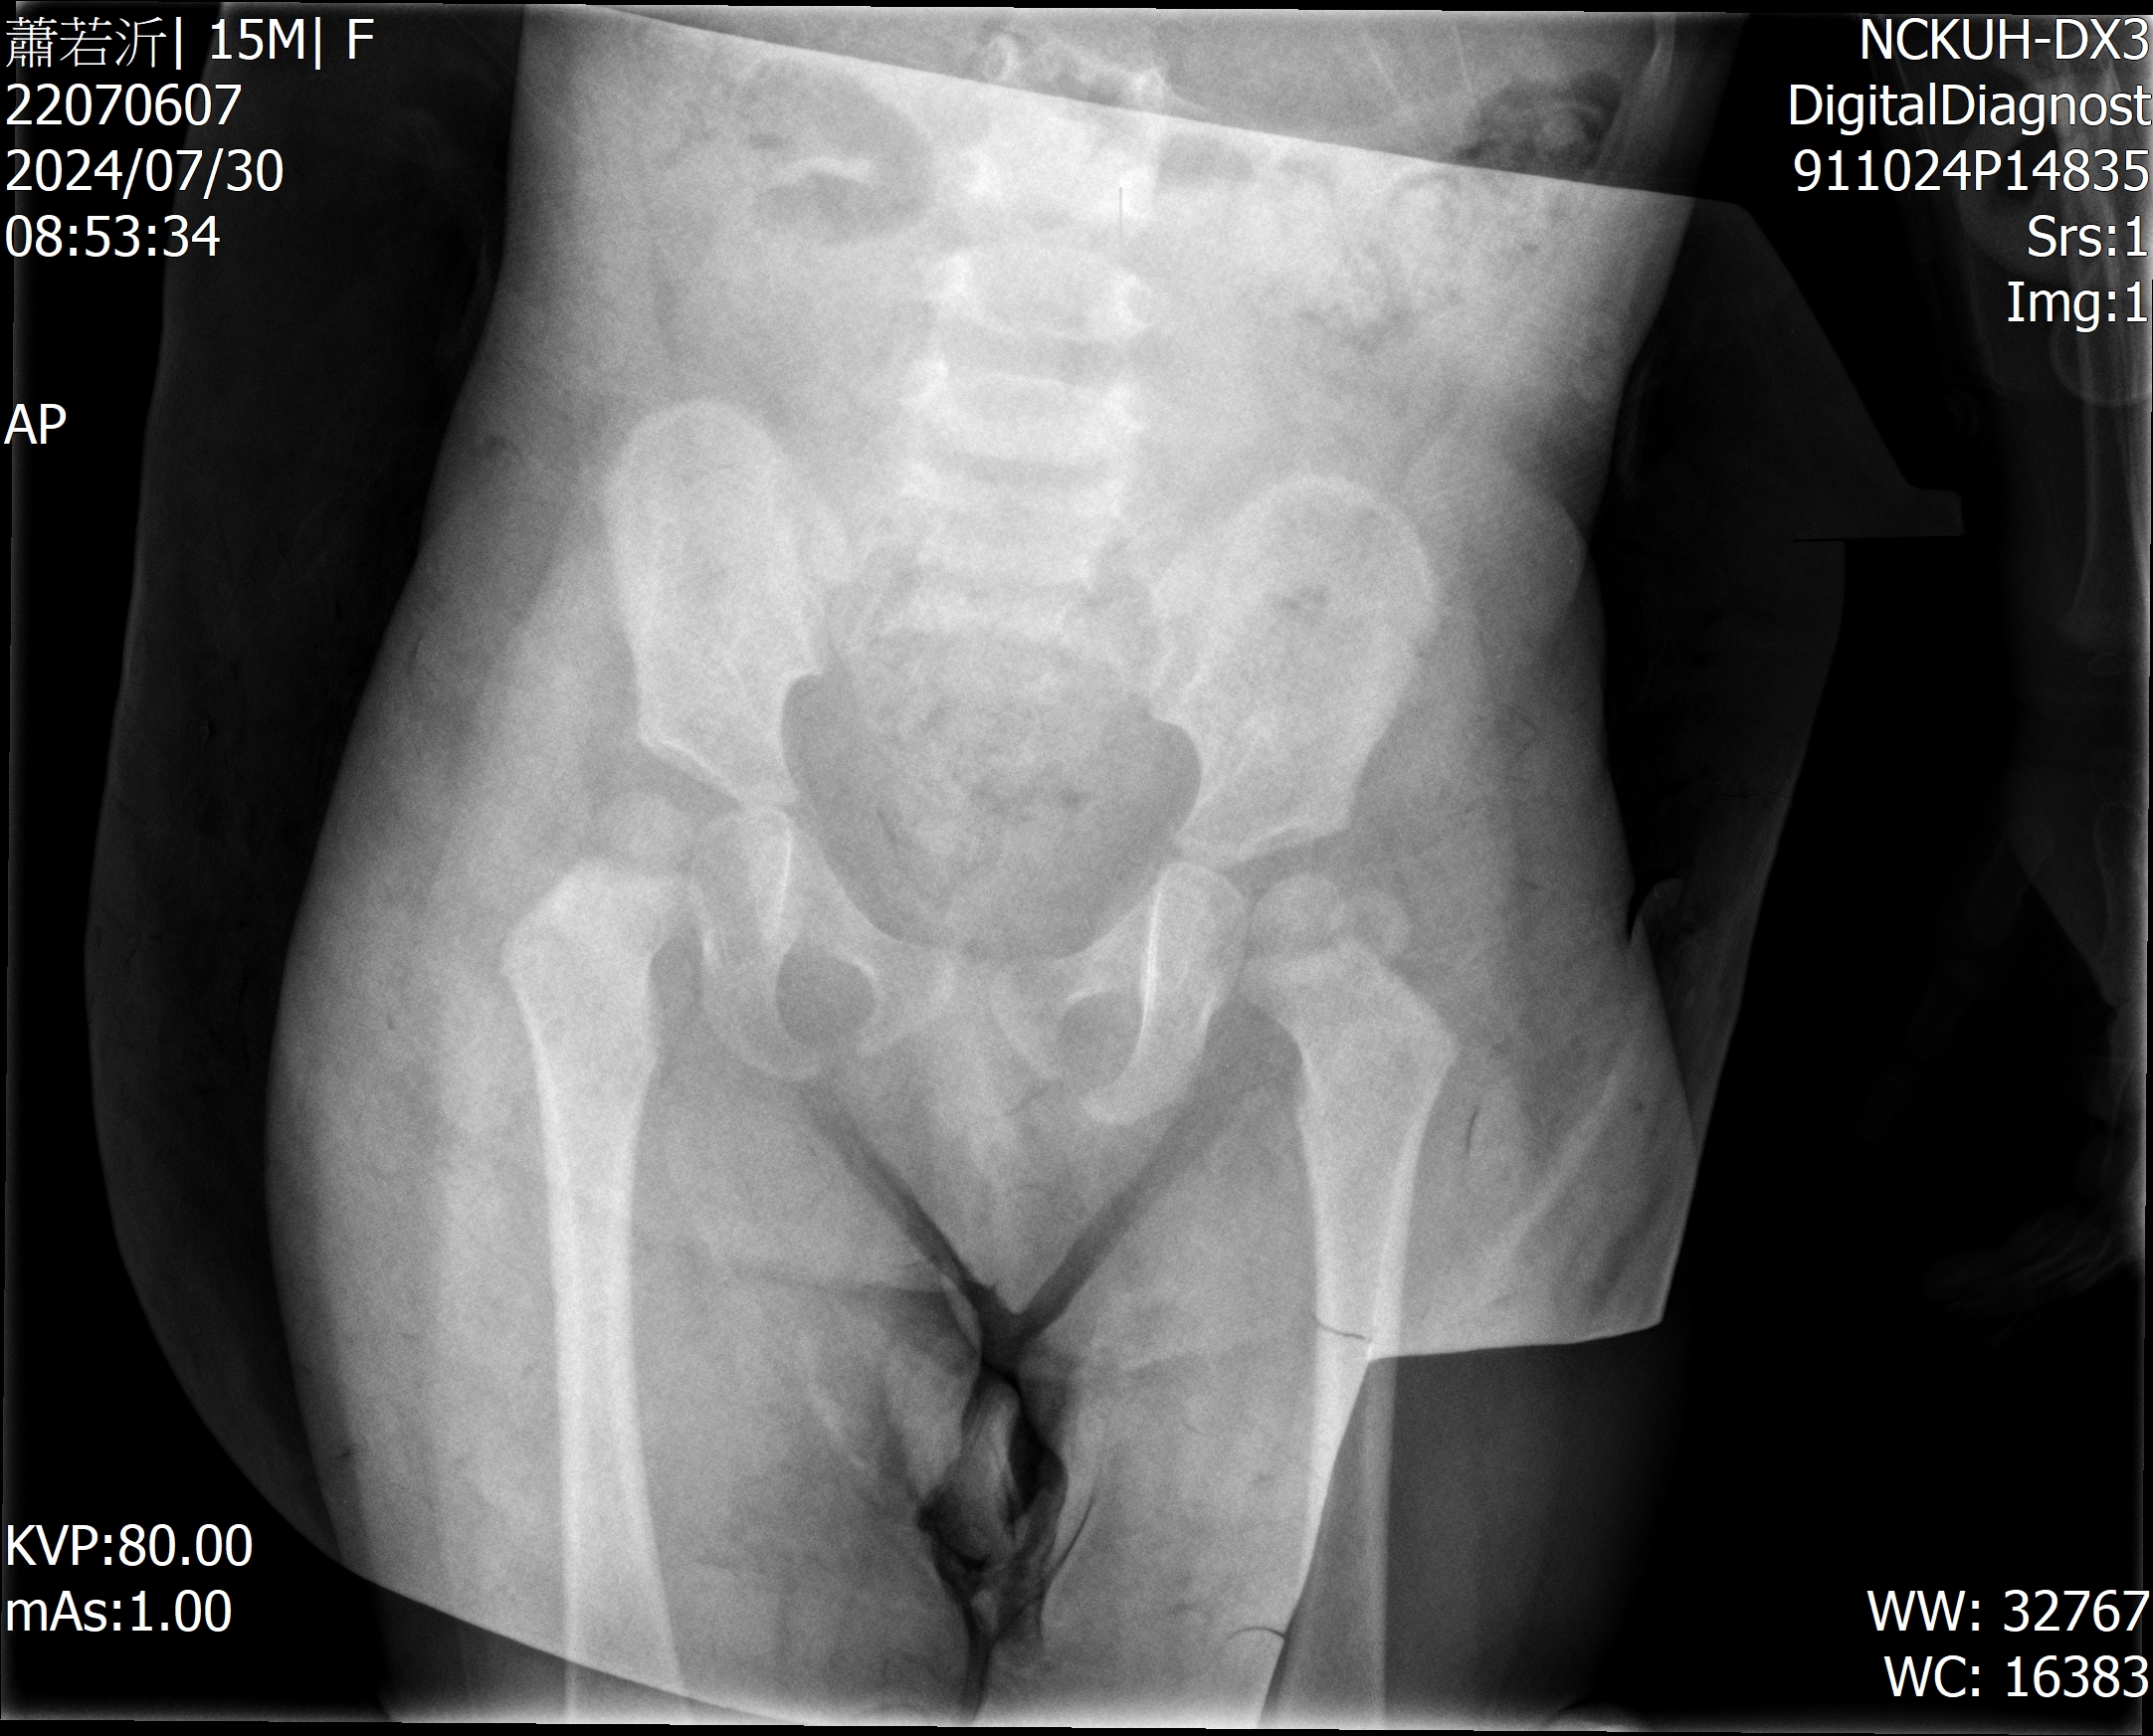 蕭若沂| 15M| F
22070607
2024/07/30
08:53:34
AP
NCKUH-DX3
DigitalDiagnost
911024P14835
Srs:1
Img:1
KVP:80.00
mAs:1.00
WW: 32767
WC: 16383